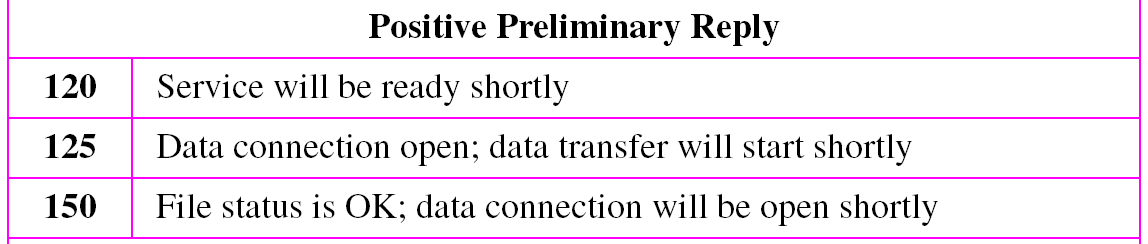 Positive Preliminary Reply
120 Service will be ready shortly
125 Data connection open; data transfer will start shortly
150 File status is OK; data connection will be open shortly